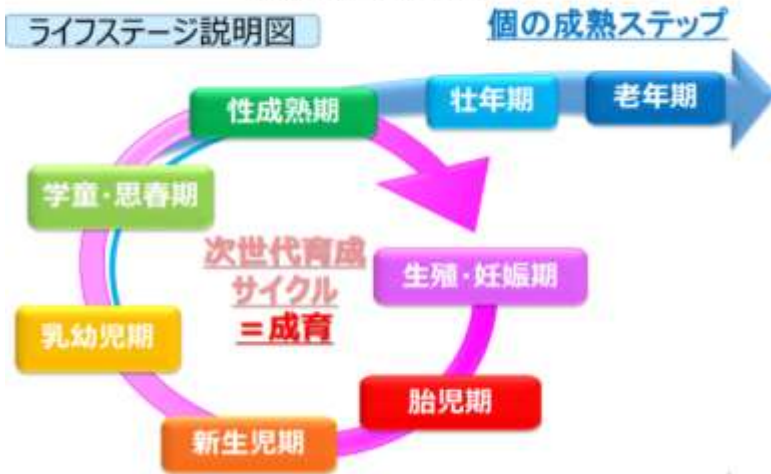 ライフステージ説明図
個の成熟ステップ
性成熟期
壮年期
老年期
学童・思春期
次世代育成
サイクル
＝成育
生殖・妊娠期
乳幼児期
胎児期
新生児期